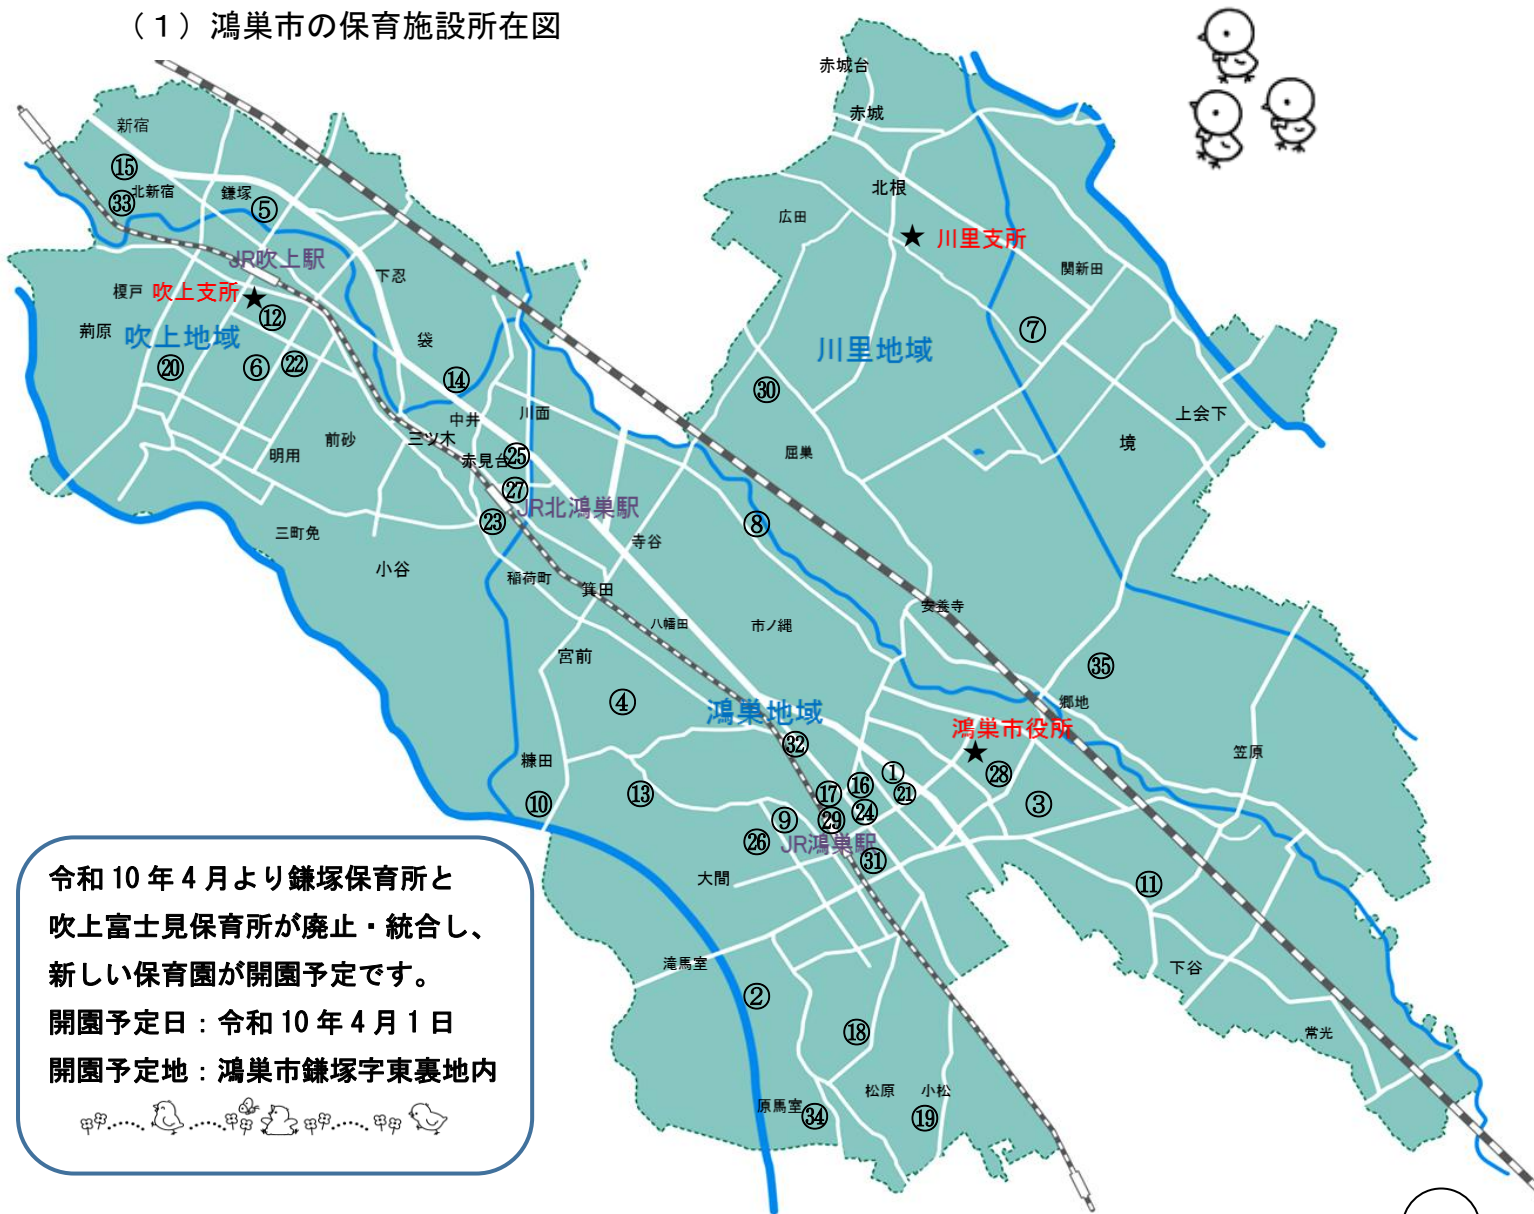 （１）鴻巣市の保育施設所在図
赤城台
赤城
新宿
⑮
北新宿
㉝
鎌塚
⑤
北根
広田
川里支所
関新田
JR吹上駅
下忍
榎戸
吹上支所
⑫
荊原
吹上地域
袋
⑦
川里地域
⑳
⑥
㉒
⑭
㉚
中井
川面
上会下
前砂
三ツ木
境
明用
赤見台
㉕
屈巣
㉗
JR北鴻巣駅
㉓
⑧
三町免
寺谷
小谷
稲荷町
箕田
安養寺
八幡田
市ノ縄
宮前
㉟
④
郷地
鴻巣地域
鴻巣市役所
㉜
笠原
糠田
①
㉘
⑯
⑰
㉑
⑩
⑬
③
㉔
⑨
㉙
㉖
JR鴻巣駅
㉛
大間
⑪
滝馬室
下谷
②
⑱
常光
松原
小松
原馬室
㉞
⑲
令和10年4月より鎌塚保育所と
吹上富士見保育所が廃止・統合し、
新しい保育園が開園予定です。
開園予定日：令和10年4月1日
開園予定地：鴻巣市鎌塚字東裏地内